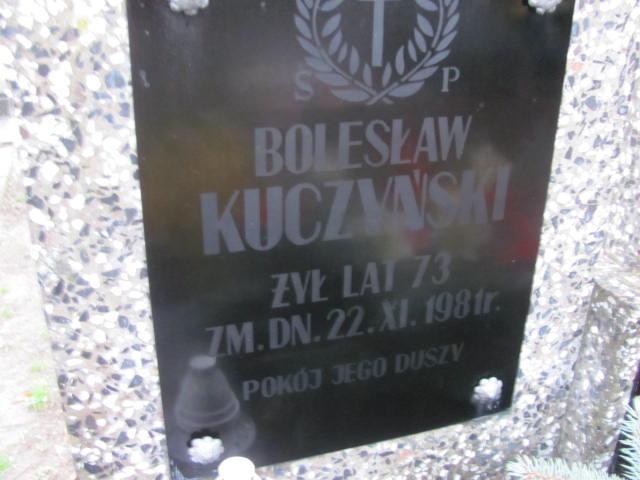 S P
BOLESŁAW
KUCZYŃSKI
ŻYŁ LAT 73
ZM. DN. 22. XI. 1981r.
POKÓJ JEGO DUSZY